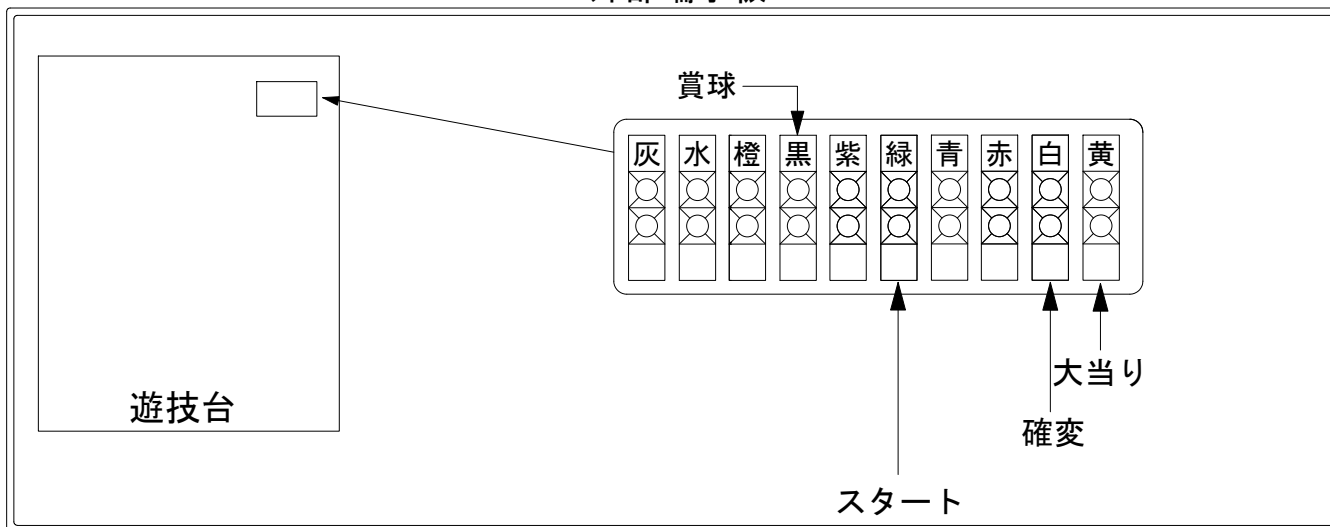 賞球
灰 水 橙 黒 紫 緑 青 赤 白 黄
大当り
遊技台
確変
スタート